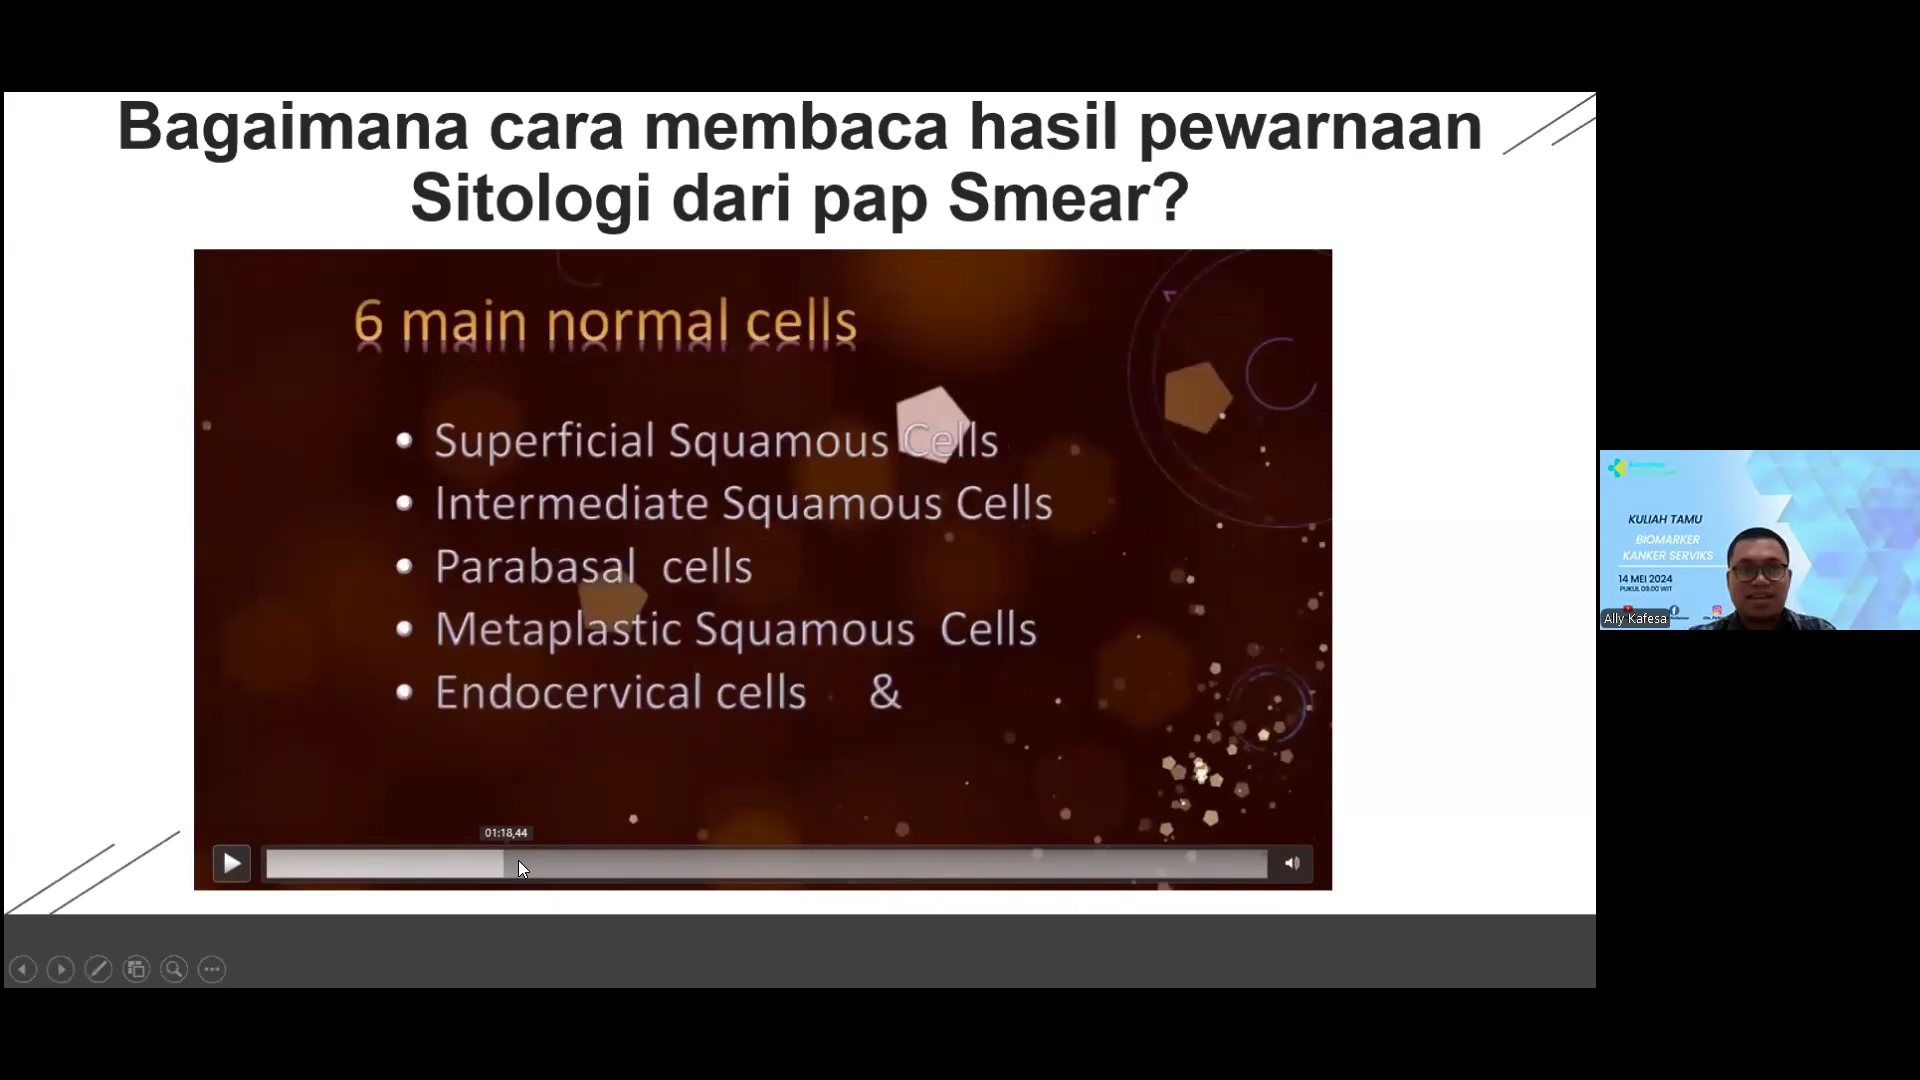 Bagaimana cara membaca hasil pewarnaan
Sitologi dari pap Smear?
6 main normal cells
• Superficial Squamous Cells
• Intermediate Squamous Cells
• Parabasal cells
• Metaplastic Squamous Cells
• Endocervical cells &
01:18,44
KULIAH TAMU
BIOMARKER
KANKER SERVIKS
14 MEI 2024
PUKUL 09.00 WIT
Ally Kafesa